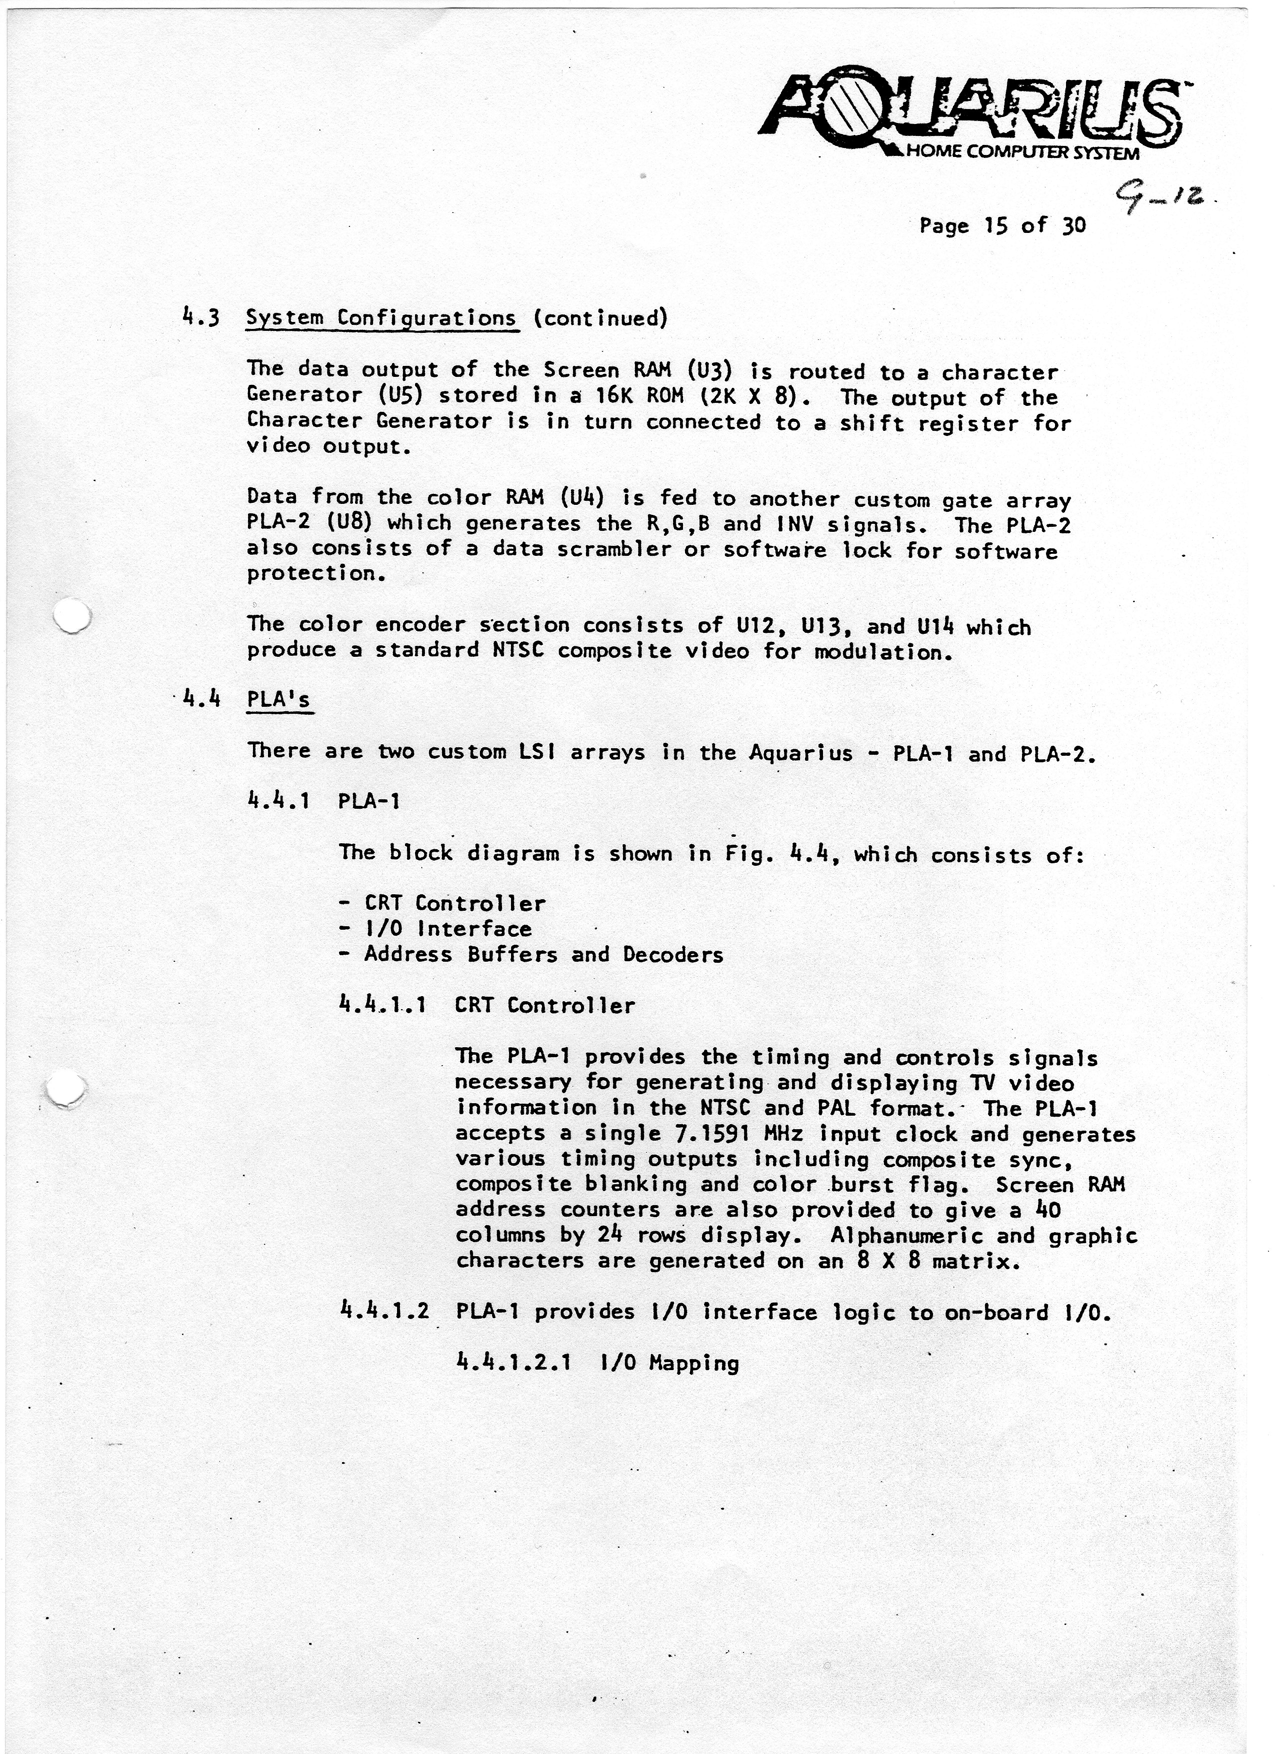 AQUARIUS™
HOME COMPUTER SYSTEM
G-12.
Page 15 of 30
4.3 System Configurations (continued)
The data output of the Screen RAM (U3) is routed to a character
Generator (U5) stored in a 16K ROM (2K X 8). The output of the
Character Generator is in turn connected to a shift register for
video output.
Data from the color RAM (U4) is fed to another custom gate array
PLA-2 (U8) which generates the R,G,B and INV signals. The PLA-2
also consists of a data scrambler or software lock for software
protection.
The color encoder section consists of U12, U13, and U14 which
produce a standard NTSC composite video for modulation.
4.4 PLA's
There are two custom LSI arrays in the Aquarius - PLA-1 and PLA-2.
4.4.1 PLA-1
The block diagram is shown in Fig. 4.4, which consists of:
- CRT Controller
- I/O Interface
- Address Buffers and Decoders
4.4.1.1 CRT Controller
The PLA-1 provides the timing and controls signals
necessary for generating and displaying TV video
information in the NTSC and PAL format. The PLA-1
accepts a single 7.1591 MHz input clock and generates
various timing outputs including composite sync,
composite blanking and color burst flag. Screen RAM
address counters are also provided to give a 40
columns by 24 rows display. Alphanumeric and graphic
characters are generated on an 8 X 8 matrix.
4.4.1.2 PLA-1 provides I/O interface logic to on-board I/O.
4.4.1.2.1 I/O Mapping